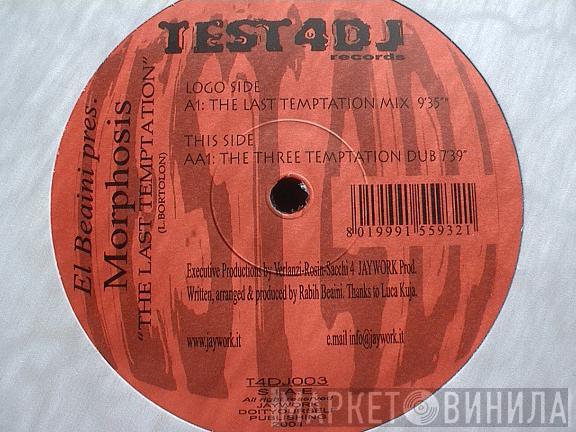 TEST4DJ
records
El Beaini pres.
Morphosis
"THE LAST TEMPTATION"
(L.BORTOLON)
LOGO SIDE
A1: THE LAST TEMPTATION MIX 9'35"
THIS SIDE
AA1: THE THREE TEMPTATION DUB 7'39"
8 019991 559321
Executive Productions by Verlanzi-Rosin-Sacchi 4 JAYWORK Prod.
Written, arranged & produced by Rabih Beaini. Thanks to Luca Kuja.
www.jaywork.it
e.mail info@jaywork.it
T4DJ003
S.I.A.E.
All right reserved
JAYWORK
DOITYOURSELF
PUBLISHING
2001
МАРКЕТ ВИНИЛА